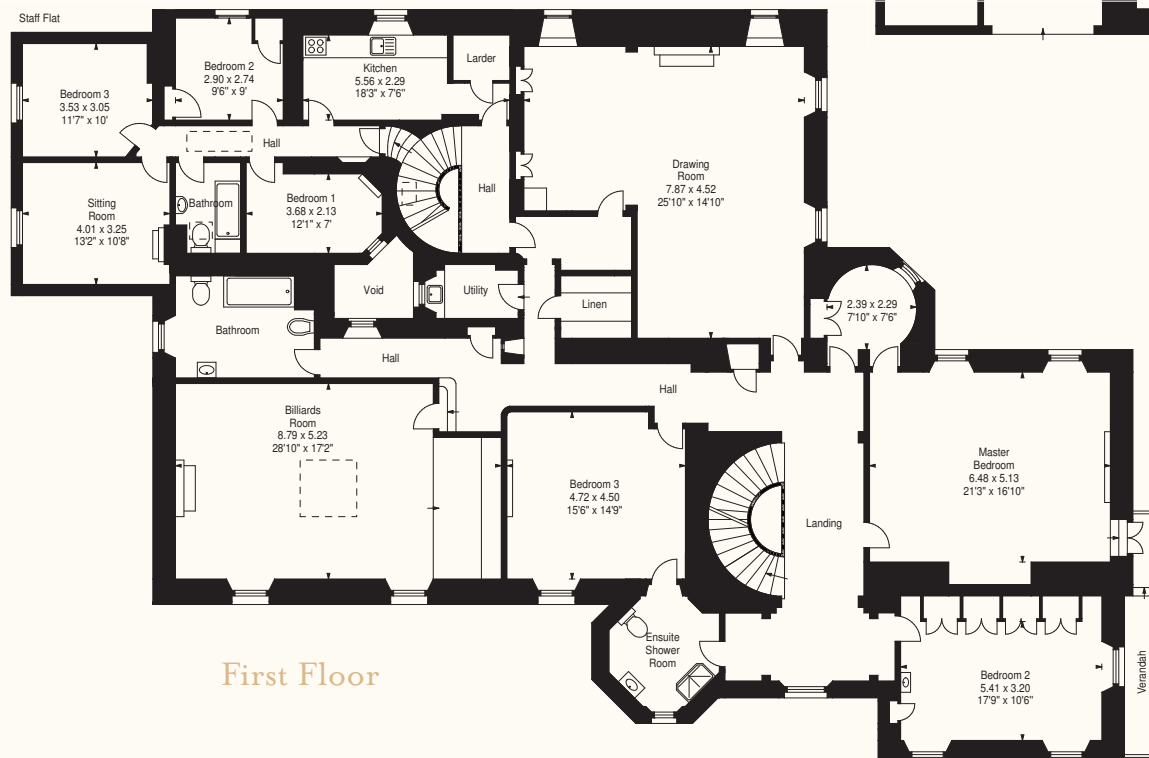 Staff Flat
Bedroom 3
3.53 x 3.05
11'7" x 10'
Bedroom 2
2.90 x 2.74
9'6" x 9'
Kitchen
5.56 x 2.29
18'3" x 7'6"
Larder
Hall
Drawing
Room
7.87 x 4.52
25'10" x 14'10"
Sitting
Room
4.01 x 3.25
13'2" x 10'8"
Bathroom
Bedroom 1
3.68 x 2.13
12'1" x 7'
Hall
Void
Utility
Linen
2.39 x 2.29
7'10" x 7'6"
Bathroom
Hall
Hall
Billiards
Room
8.79 x 5.23
28'10" x 17'2"
Bedroom 3
4.72 x 4.50
15'6" x 14'9"
Landing
Master
Bedroom
6.48 x 5.13
21'3" x 16'10"
Ensuite
Shower
Room
Bedroom 2
5.41 x 3.20
17'9" x 10'6"
Verandah
First Floor